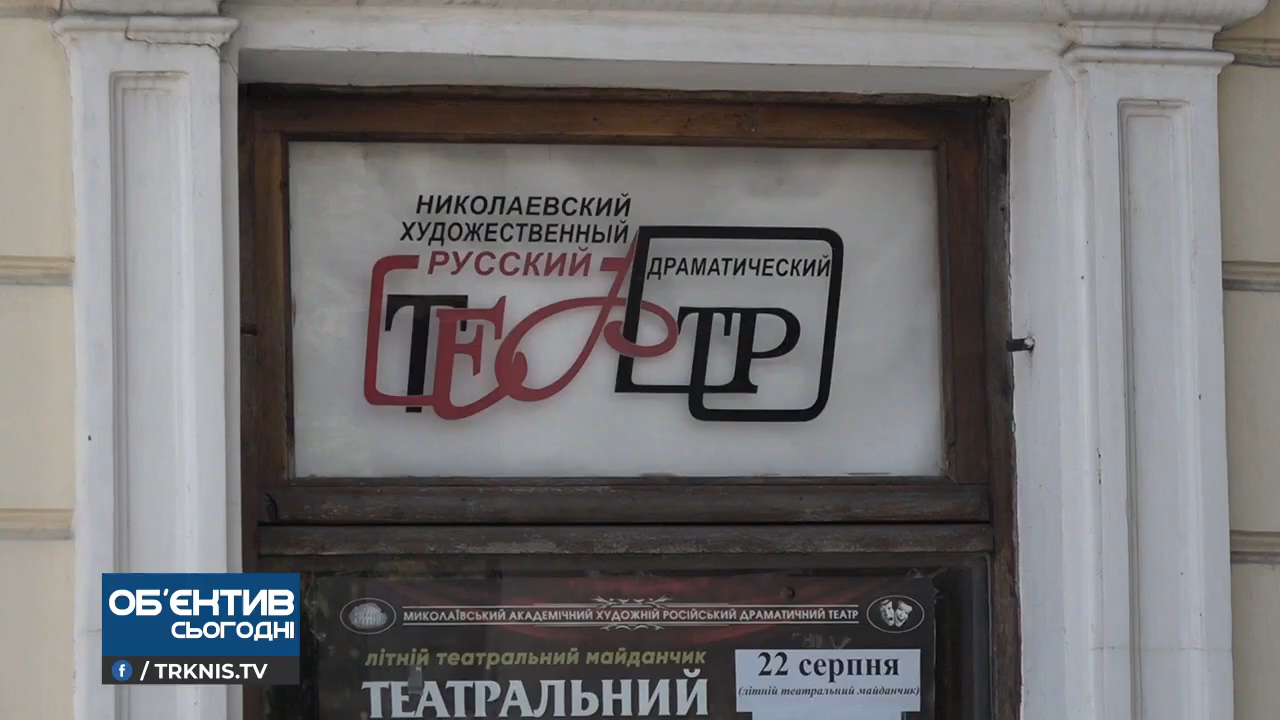 НИКОЛАЕВСКИЙ
ХУДОЖЕСТВЕННЫЙ
РУССКИЙ
ДРАМАТИЧЕСКИЙ
ТЕАТР
МИКОЛАЇВСЬКИЙ АКАДЕМІЧНИЙ ХУДОЖНІЙ РОСІЙСЬКИЙ ДРАМАТИЧНИЙ ТЕАТР
літній театральний майданчик
ТЕАТРАЛЬНИЙ
22 серпня
(літній театральний майданчик)
ОБ'ЄКТИВ
СЬОГОДНІ
f / TRKNIS.TV